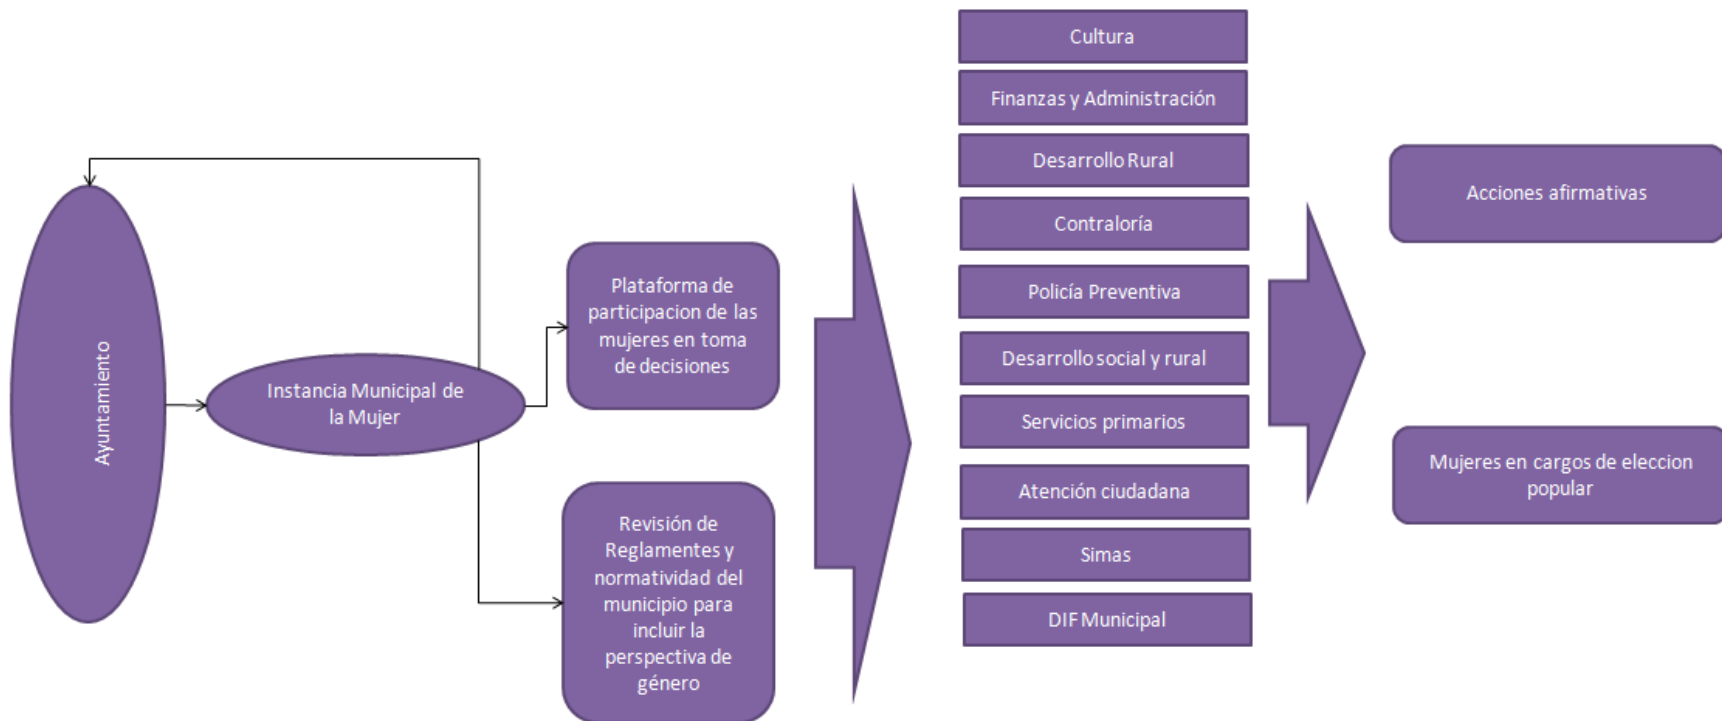 Ayuntamiento
Instancia Municipal de
la Mujer
Plataforma de
participacion de las
mujeres en toma
de decisiones
Revisión de
Reglamentes y
normatividad del
municipio para
incluir la
perspectiva de
género
Cultura
Finanzas y Administración
Desarrollo Rural
Contraloría
Policía Preventiva
Desarrollo social y rural
Servicios primarios
Atención ciudadana
Simas
DIF Municipal
Acciones afirmativas
Mujeres en cargos de eleccion
popular